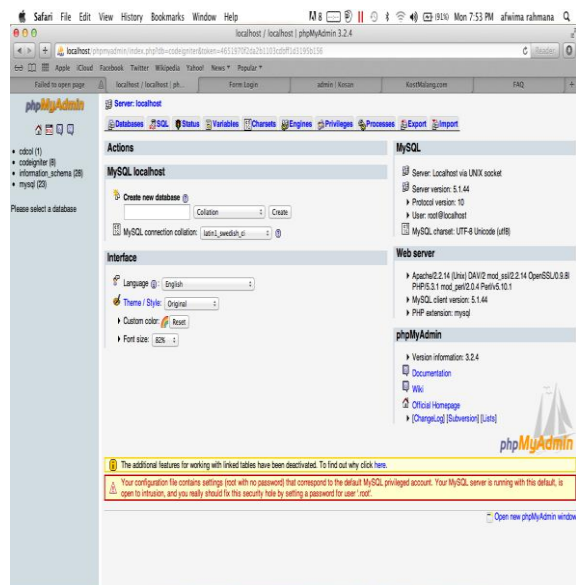 Safari File Edit View History Bookmarks Window Help
(91%) Mon 7:53 PM afwima rahmana
localhost / localhost | phpMyAdmin 3.2.4
Reader
Apple iCloud Facebook Twitter Wikipedia Yahoo! News Popular
Failed to open page
localhost / localhost | ph...
Form Login
admin | Kosan
KostMalang.com
FAQ
phpMyAdmin
cdcol (1)
codeigniter (8)
information_schema (28)
mysql (23)
Please select a database
Server: localhost
Databases SQL Status Variables Charsets Engines Privileges Processes Export Import
Actions
MySQL localhost
Create new database
Collation Create
MySQL connection collation: latin1_swedish_ci
Interface
Language: English
Theme / Style: Original
Custom color: Reset
Font size: 82%
MySQL
Server: Localhost via UNIX socket
Server version: 5.1.44
Protocol version: 10
User: root@localhost
MySQL charset: UTF-8 Unicode (utf8)
Web server
Apache/2.2.14 (Unix) DAV/2 mod_ssl/2.2.14 OpenSSL/0.9.8l
PHP/5.3.1 mod_perl/2.0.4 Perl/v5.10.1
MySQL client version: 5.1.44
PHP extension: mysql
phpMyAdmin
Version information: 3.2.4
Documentation
Wiki
Official Homepage
[ChangeLog] [Subversion] [Lists]
phpMyAdmin
The additional features for working with linked tables have been deactivated. To find out why click here.
Your configuration file contains settings (root with no password) that correspond to the default MySQL privileged account. Your MySQL server is running with this default, is
open to intrusion, and you really should fix this security hole by setting a password for user 'root'.
Open new phpMyAdmin window